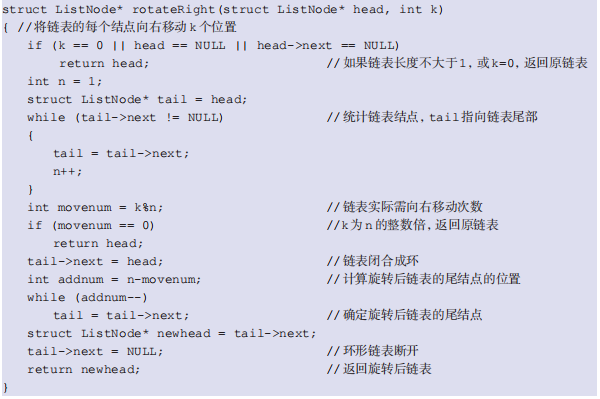 struct ListNode* rotateRight(struct ListNode* head, int k)
{ //将链表的每个结点向右移动k个位置
if (k == 0 || head == NULL || head->next == NULL)
return head; //如果链表长度不大于1, 或k=0, 返回原链表
int n = 1;
struct ListNode* tail = head;
while (tail->next != NULL) //统计链表结点, tail指向链表尾部
{
tail = tail->next;
n++;
}
int movenum = k%n; //链表实际需向右移动次数
if (movenum == 0) //k为n的整数倍, 返回原链表
return head;
tail->next = head; //链表闭合成环
int addnum = n-movenum; //计算旋转后链表的尾结点的位置
while (addnum--)
tail = tail->next; //确定旋转后链表的尾结点
struct ListNode* newhead = tail->next;
tail->next = NULL; //环形链表断开
return newhead; //返回旋转后链表
}